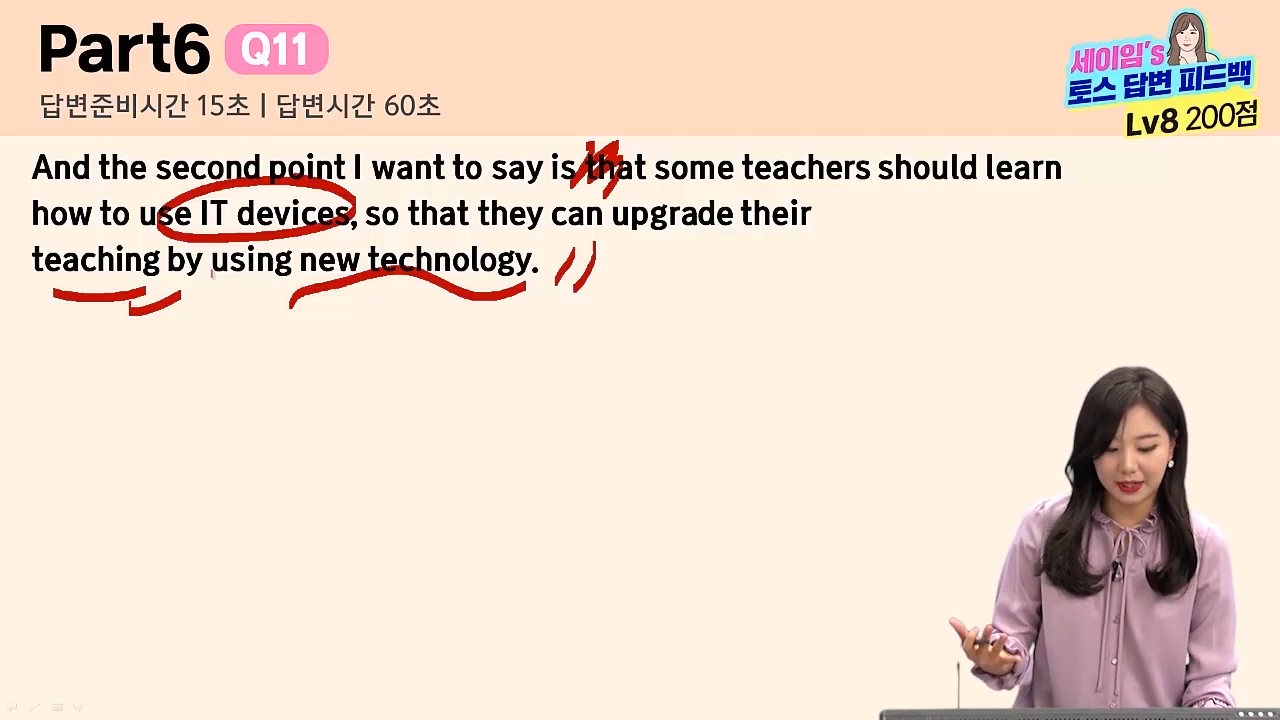 Part6 Q11
답변준비시간 15초 | 답변시간 60초
세이임's
토스 답변 피드백
Lv8 200점
And the second point I want to say is that some teachers should learn
how to use IT devices, so that they can upgrade their
teaching by using new technology.